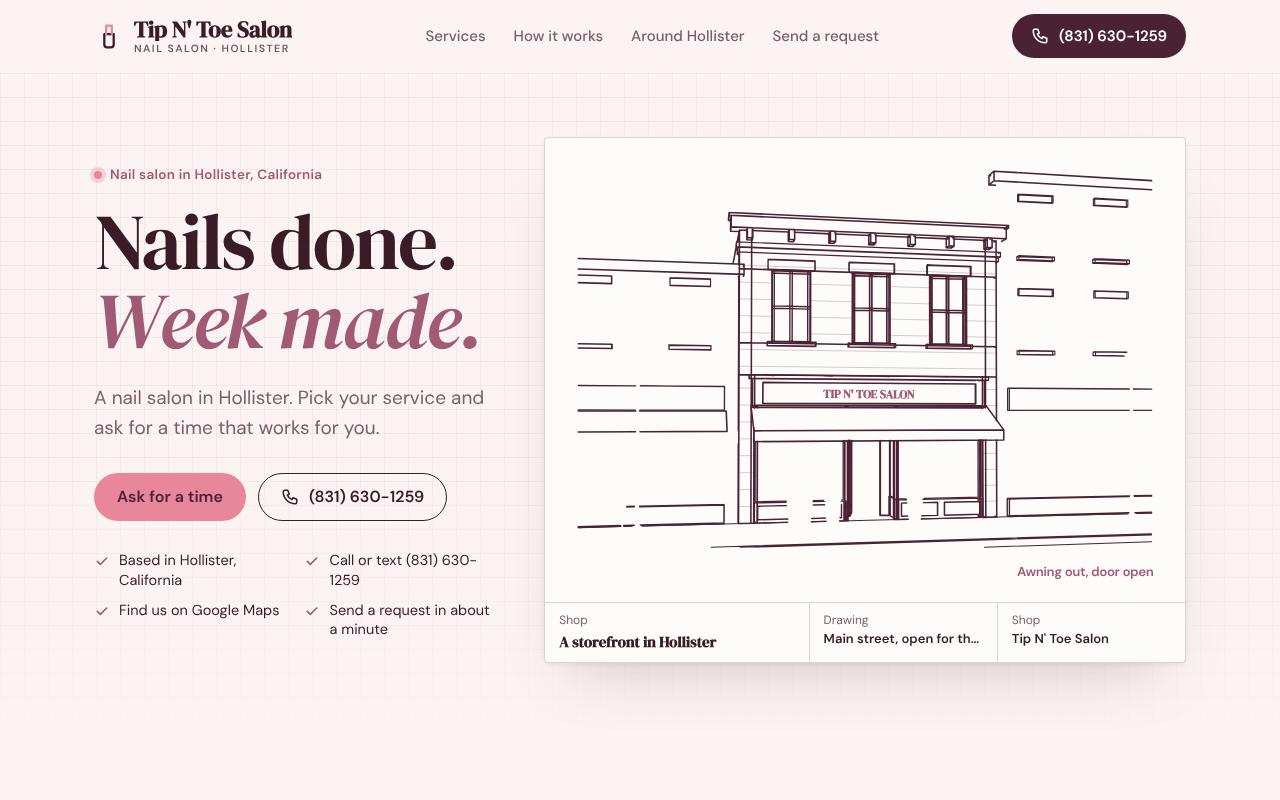 Tip N' Toe Salon
NAIL SALON · HOLLISTER
Services
How it works
Around Hollister
Send a request
(831) 630-1259
Nail salon in Hollister, California
Nails done.
Week made.
A nail salon in Hollister. Pick your service and
ask for a time that works for you.
Ask for a time
(831) 630-1259
Based in Hollister,
California
Call or text (831) 630-
1259
Find us on Google Maps
Send a request in about
a minute
TIP N' TOE SALON
Awning out, door open
Shop
A storefront in Hollister
Drawing
Main street, open for th...
Shop
Tip N' Toe Salon